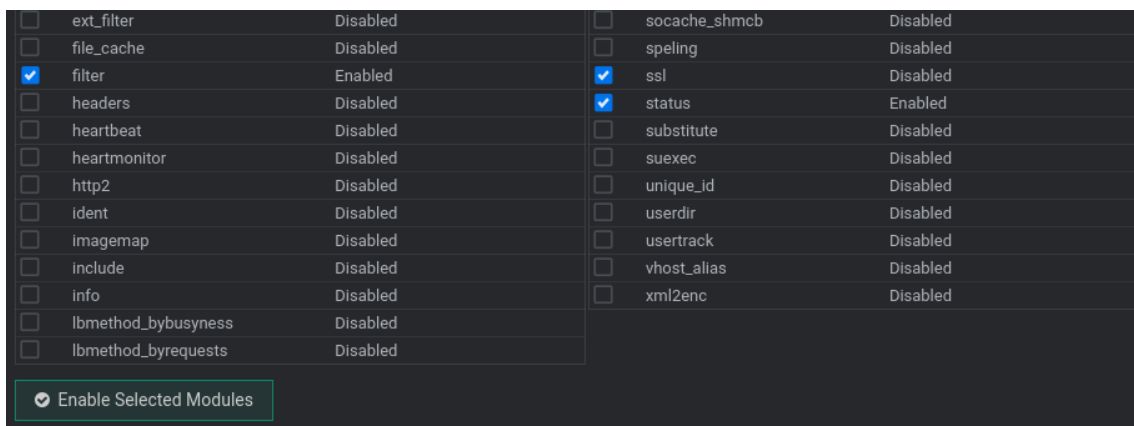 ext_filter Disabled socache_shmcb Disabled
file_cache Disabled speling Disabled
filter Enabled ssl Disabled
headers Disabled status Enabled
heartbeat Disabled substitute Disabled
heartmonitor Disabled suexec Disabled
http2 Disabled unique_id Disabled
ident Disabled userdir Disabled
imagemap Disabled usertrack Disabled
include Disabled vhost_alias Disabled
info Disabled xml2enc Disabled
lbmethod_bybusyness Disabled
lbmethod_byrequests Disabled
Enable Selected Modules